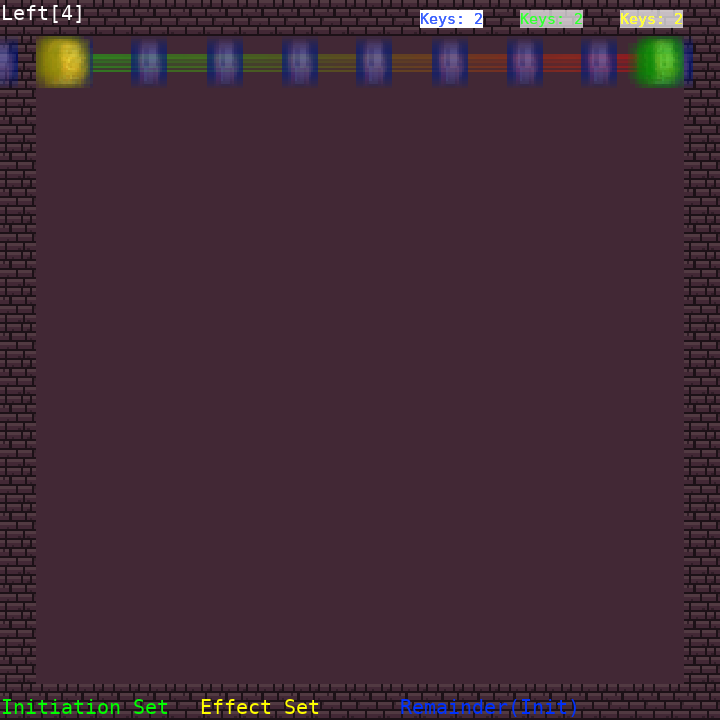 Left[4]
Keys: 2 Keys: 2 Keys: 2
Initiation Set Effect Set Remainder(Init)